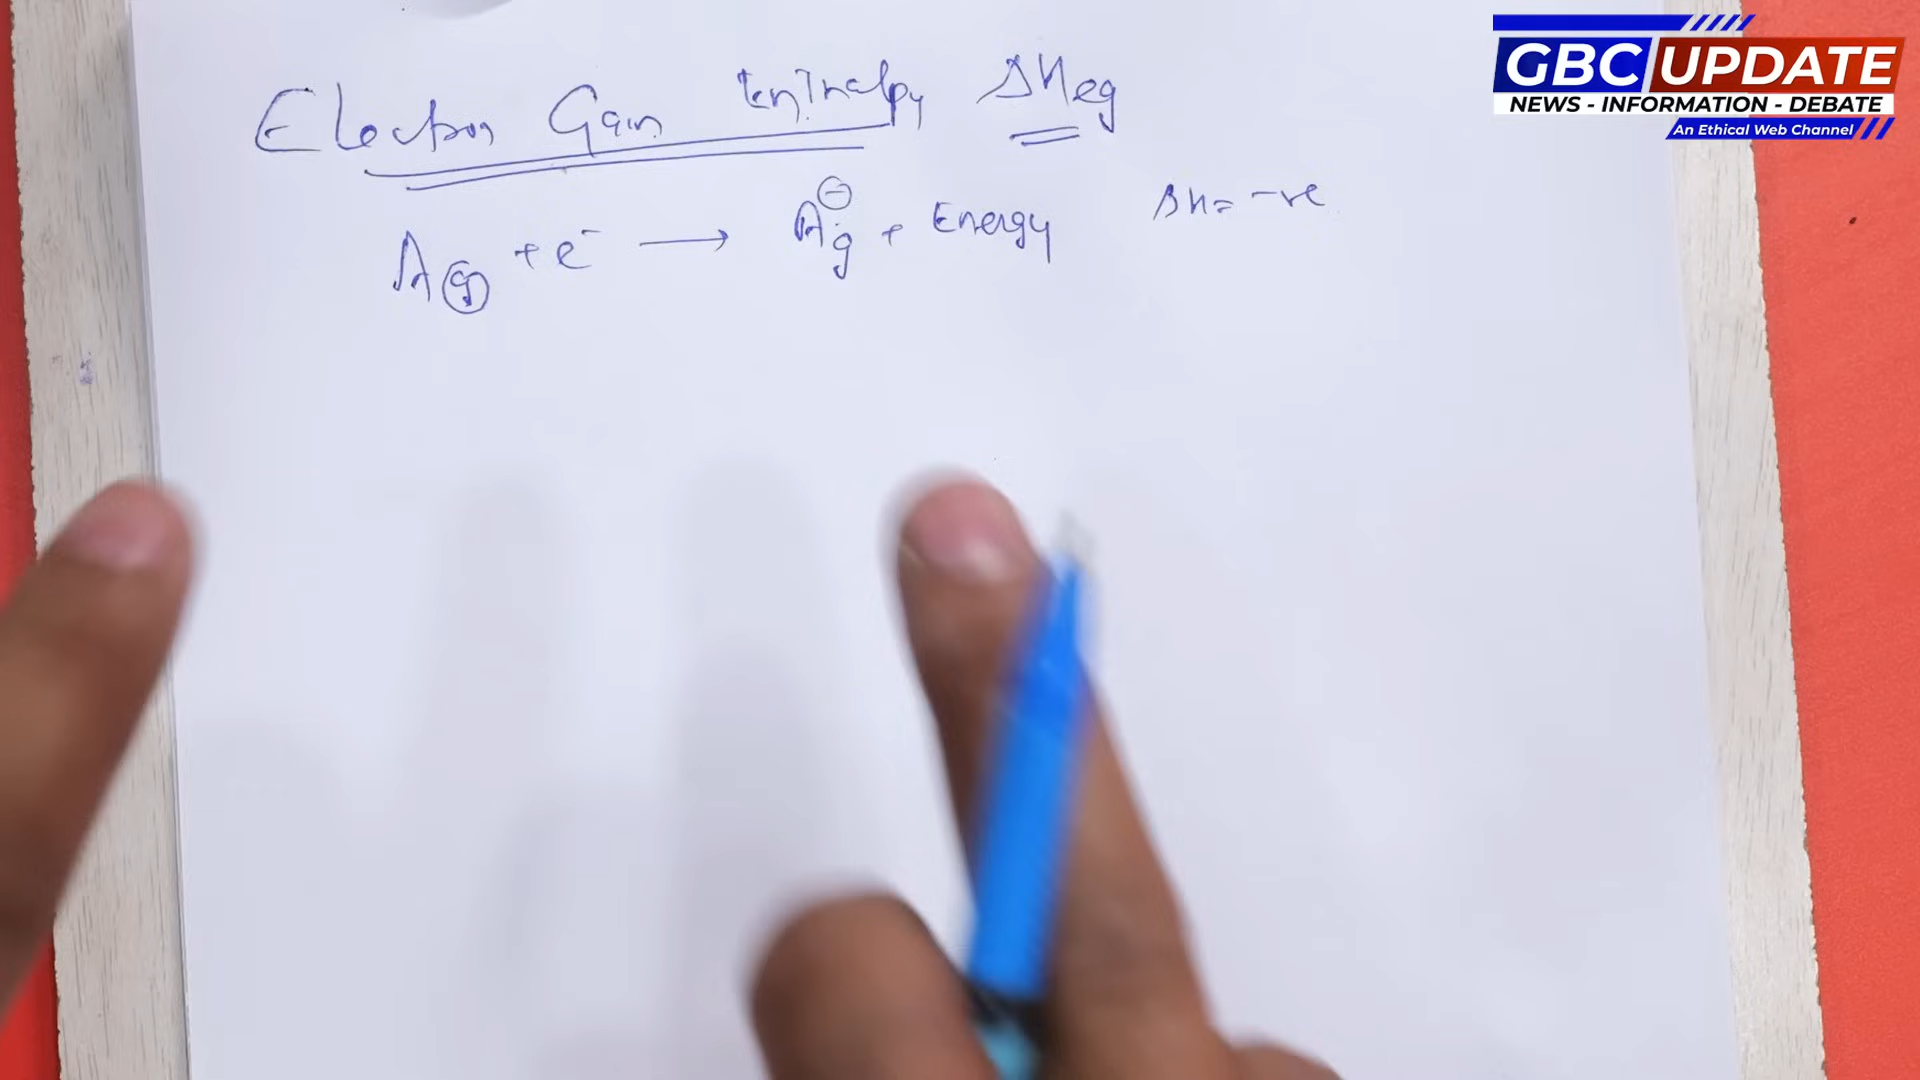 Electron Gain Enthalpy ΔHeg
A(g) + e⁻ ⟶ A⊖g + Energy ΔH= -ve
GBC UPDATE
NEWS - INFORMATION - DEBATE
An Ethical Web Channel